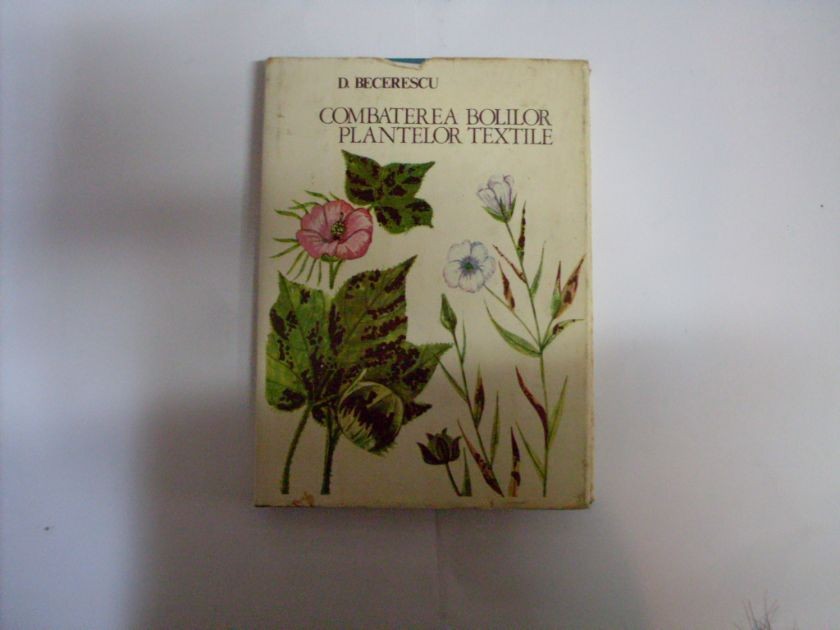 D. BECERESCU
COMBATEREA BOLILOR
PLANTELOR TEXTILE